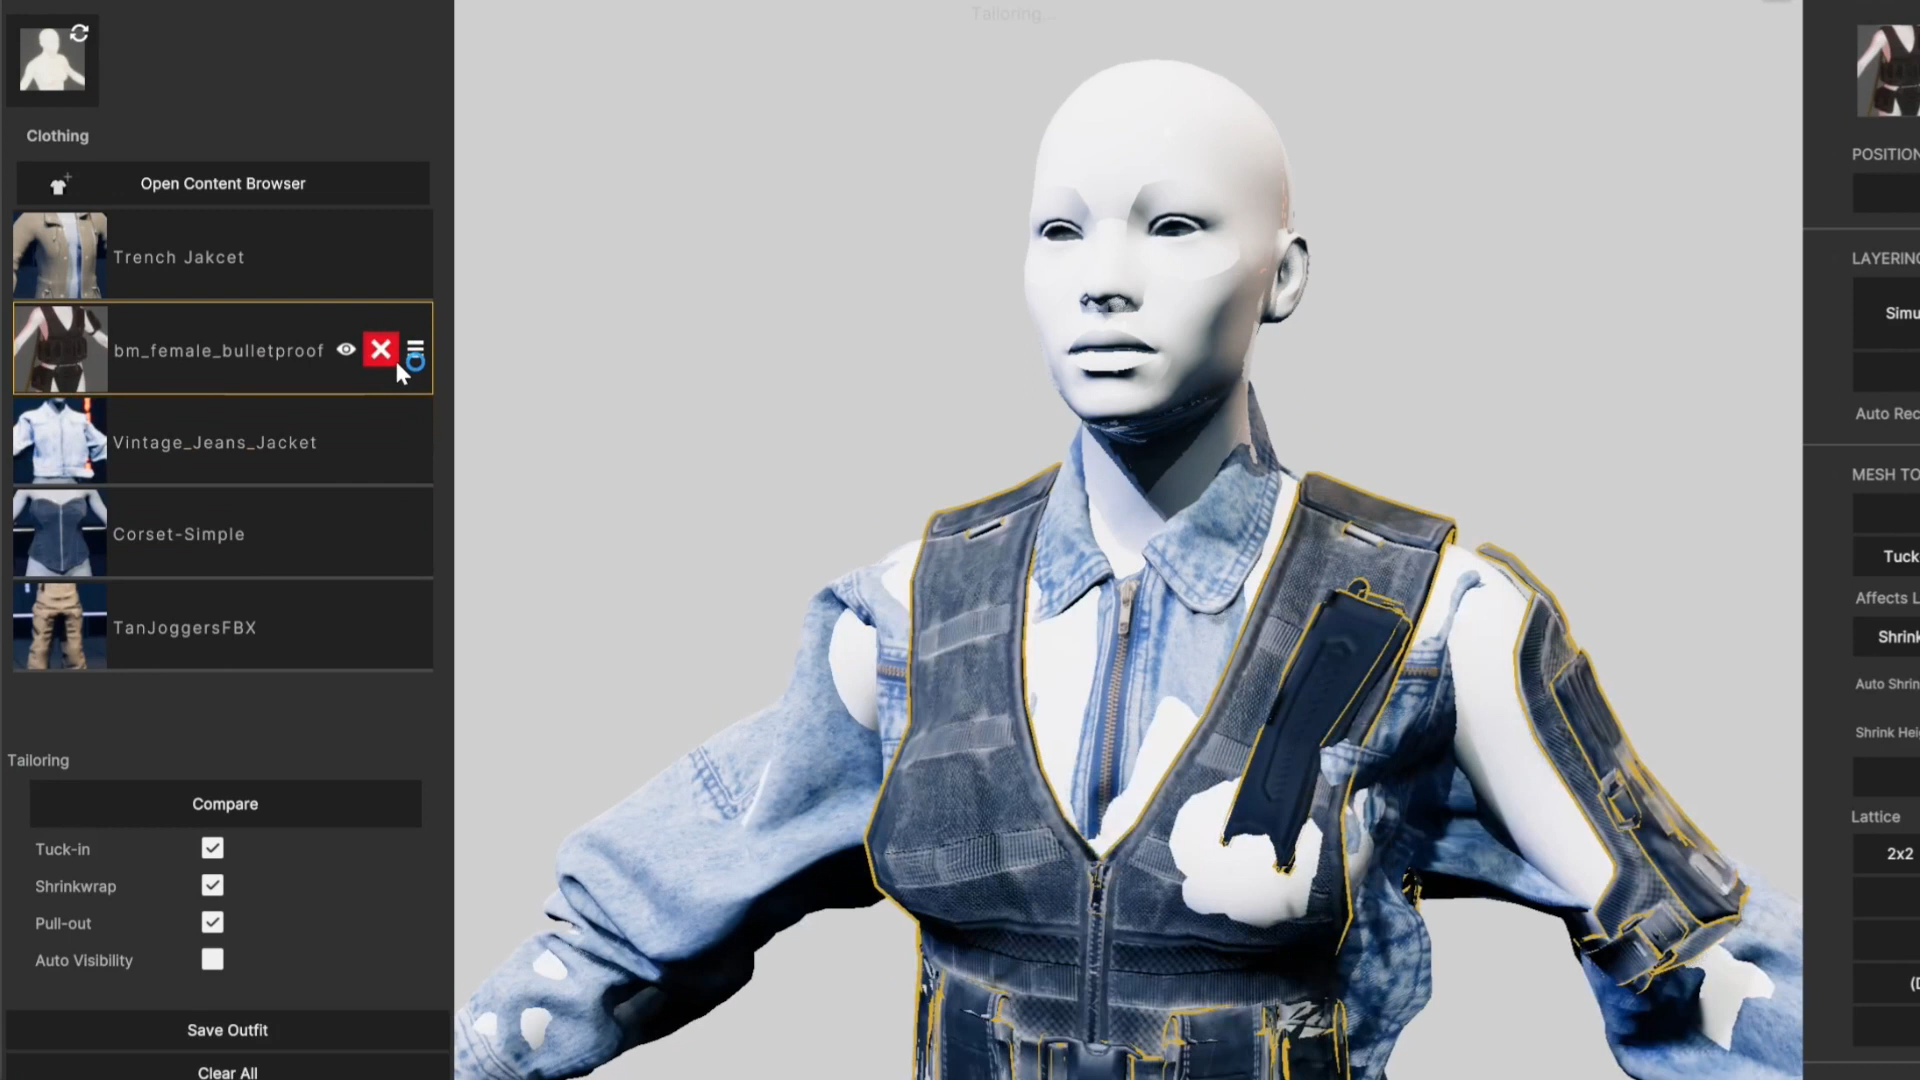 Tailoring...
Clothing
Open Content Browser
Trench Jakcet
bm_female_bulletproof
Vintage_Jeans_Jacket
Corset-Simple
TanJoggersFBX
Tailoring
Compare
Tuck-in
Shrinkwrap
Pull-out
Auto Visibility
Save Outfit
Clear All
POSITION
LAYERING
Simu
Auto Rec
MESH TO
Tuck
Affects L
Shrink
Auto Shrin
Shrink Heig
Lattice
2x2